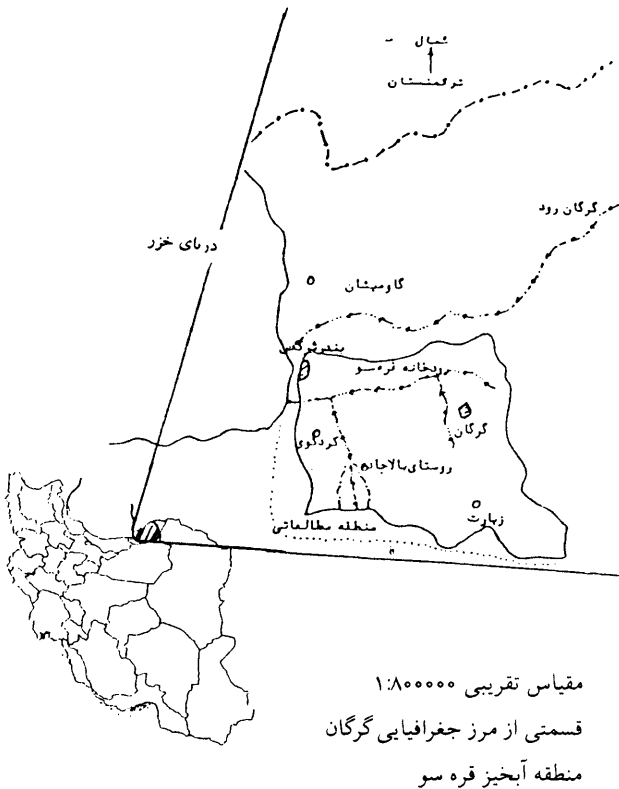 شمال
ترکمنستان
گرگان رود
دریای خزر
گاومیشان
بندرترکمن
رودخانه قره‌سو
گرگان
کردکوی
روستای بالاجاده
زیارت
منطقه مطالعاتی
مقیاس تقریبی ۱:۸۰۰۰۰۰
قسمتی از مرز جغرافیایی گرگان
منطقه آبخیز قره سو